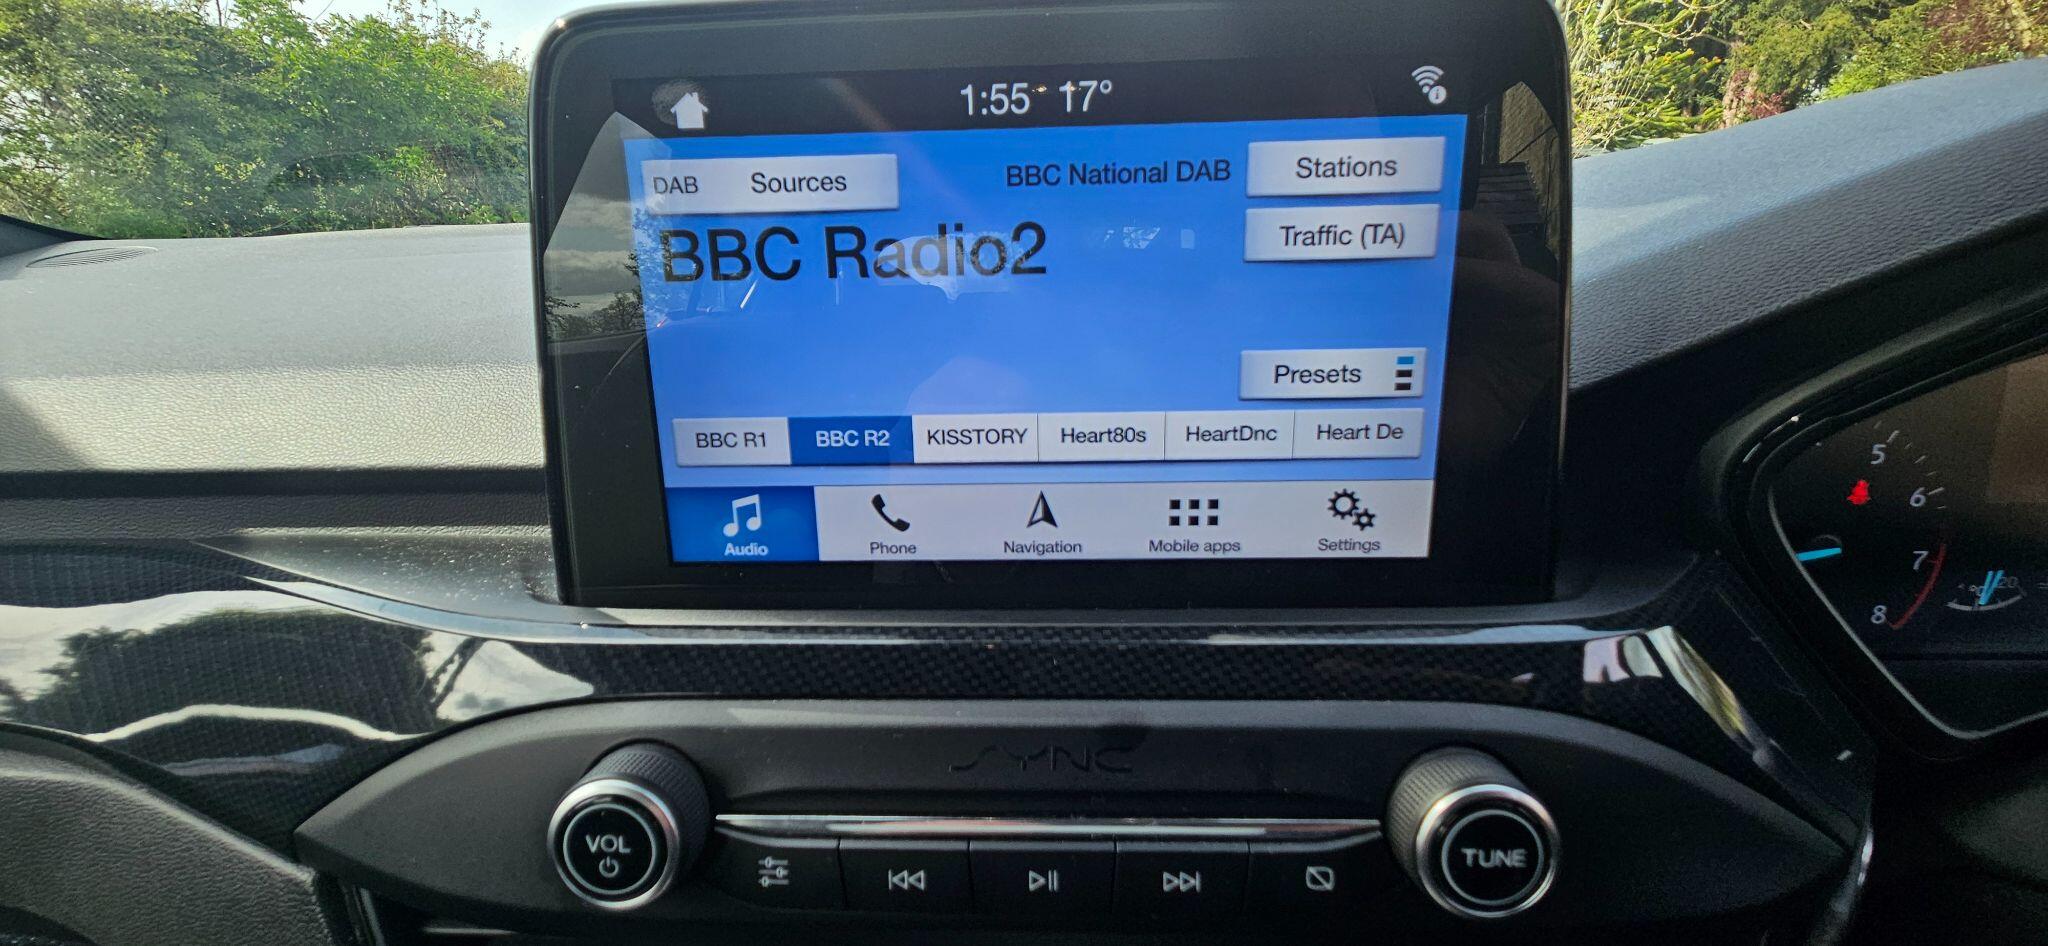 1:55 17°
DAB Sources
BBC National DAB
Stations
BBC Radio2
Traffic (TA)
Presets
BBC R1
BBC R2
KISSTORY
Heart80s
HeartDnc
Heart De
Audio
Phone
Navigation
Mobile apps
Settings
5
6
7
8
SYNC
VOL
TUNE